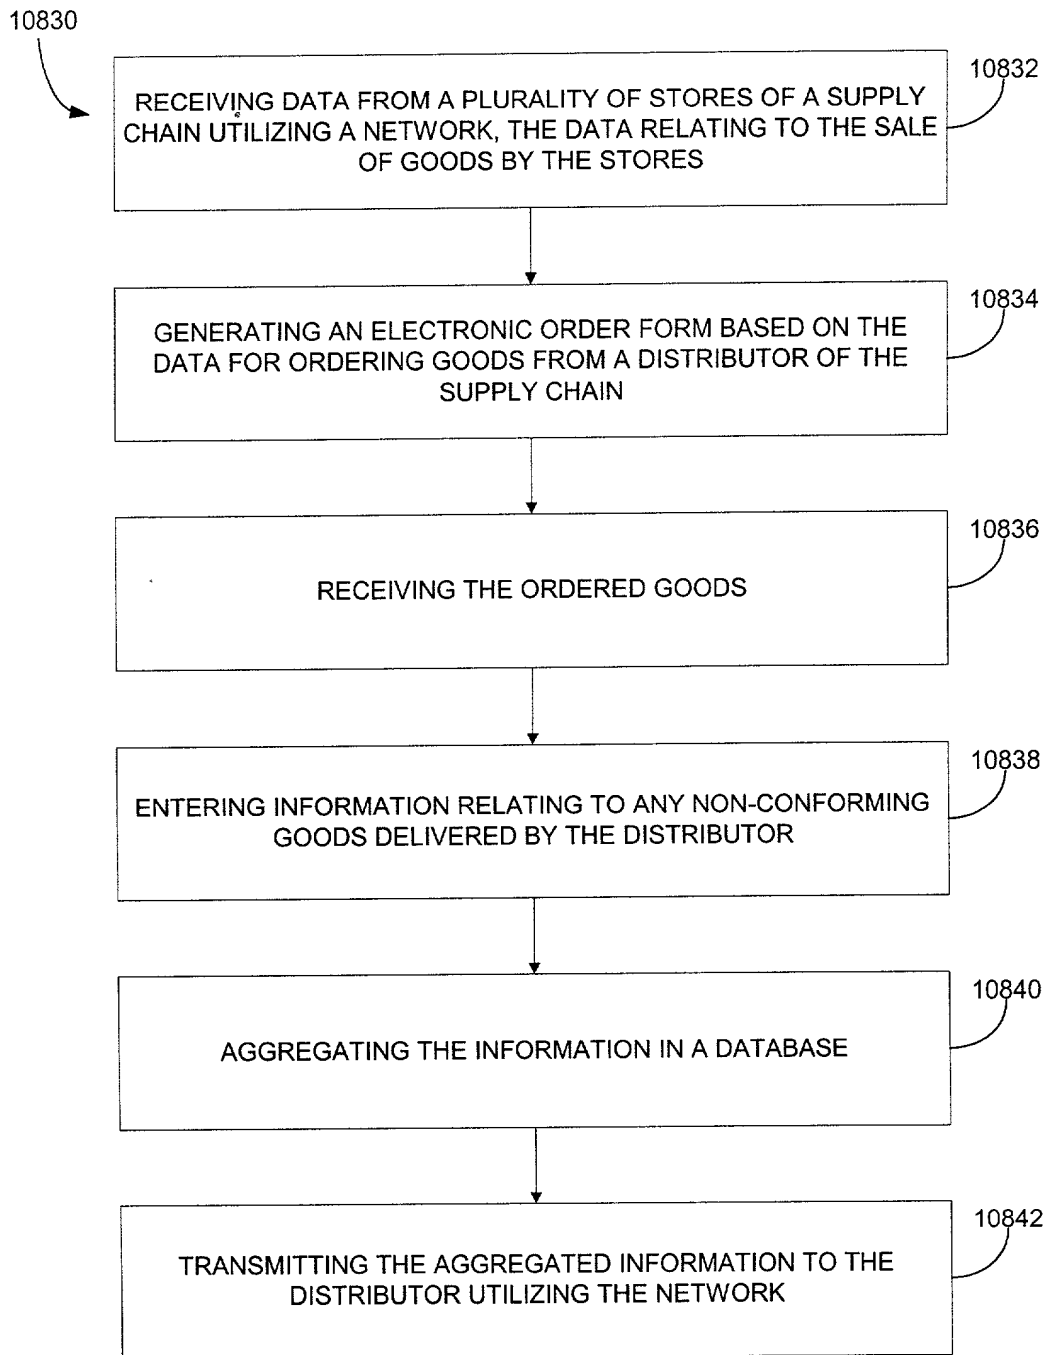 10830
10832
RECEIVING DATA FROM A PLURALITY OF STORES OF A SUPPLY
CHAIN UTILIZING A NETWORK, THE DATA RELATING TO THE SALE
OF GOODS BY THE STORES
10834
GENERATING AN ELECTRONIC ORDER FORM BASED ON THE
DATA FOR ORDERING GOODS FROM A DISTRIBUTOR OF THE
SUPPLY CHAIN
10836
RECEIVING THE ORDERED GOODS
10838
ENTERING INFORMATION RELATING TO ANY NON-CONFORMING
GOODS DELIVERED BY THE DISTRIBUTOR
10840
AGGREGATING THE INFORMATION IN A DATABASE
10842
TRANSMITTING THE AGGREGATED INFORMATION TO THE
DISTRIBUTOR UTILIZING THE NETWORK